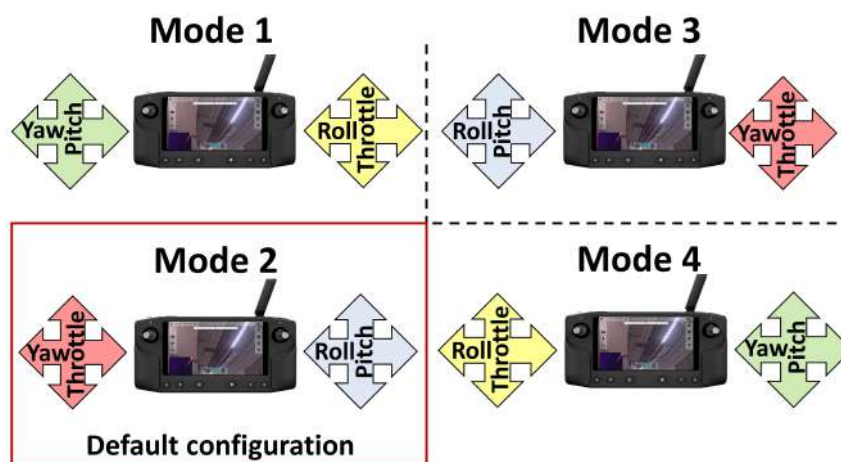 Mode 1
Yaw
Pitch
Roll
Throttle
Mode 3
Roll
Pitch
Yaw
Throttle
Mode 2
Yaw
Throttle
Roll
Pitch
Default configuration
Mode 4
Roll
Throttle
Yaw
Pitch